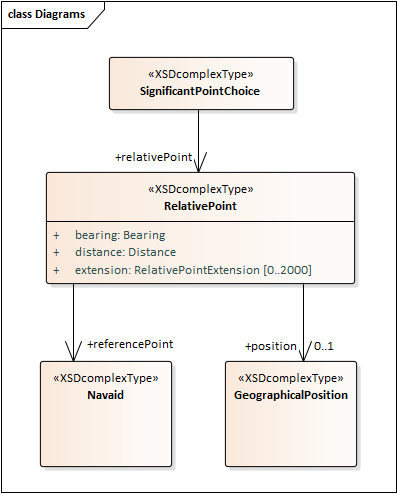 class Diagrams
«XSDcomplexType»
SignificantPointChoice
+relativePoint
«XSDcomplexType»
RelativePoint
+ bearing: Bearing
+ distance: Distance
+ extension: RelativePointExtension [0..2000]
+referencePoint
+position 0..1
«XSDcomplexType»
Navaid
«XSDcomplexType»
GeographicalPosition